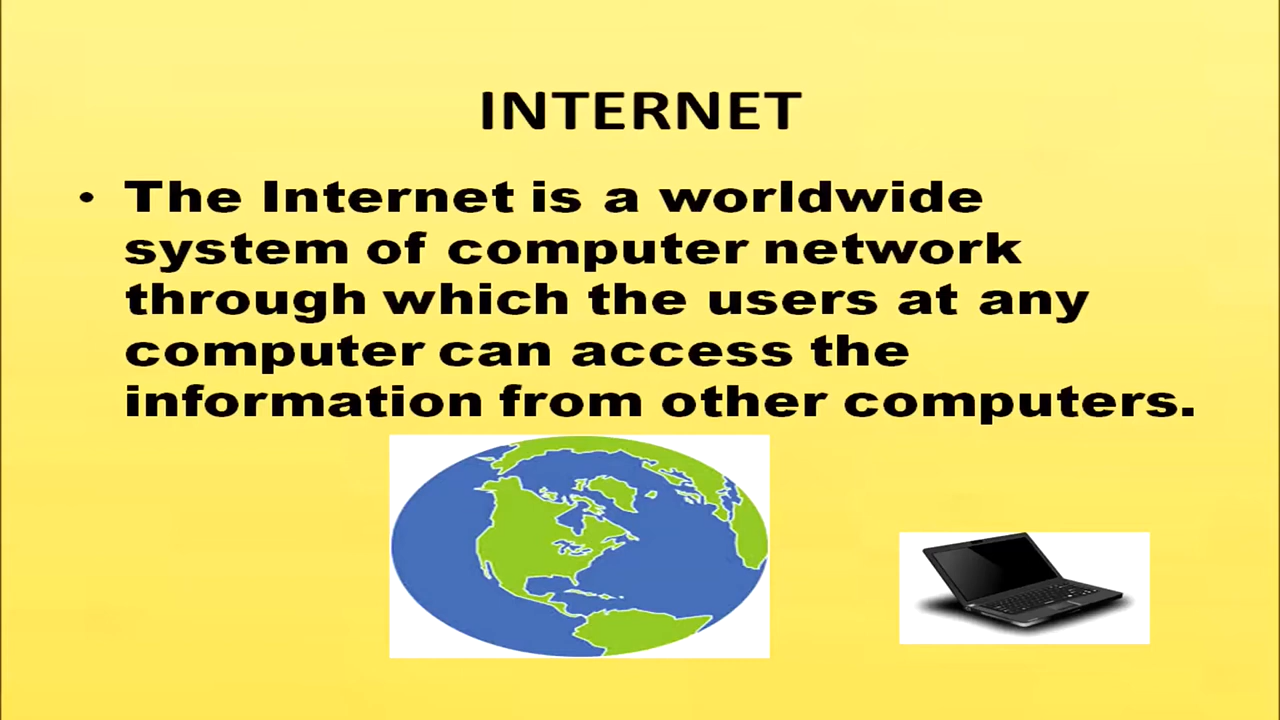 INTERNET
• The Internet is a worldwide
system of computer network
through which the users at any
computer can access the
information from other computers.